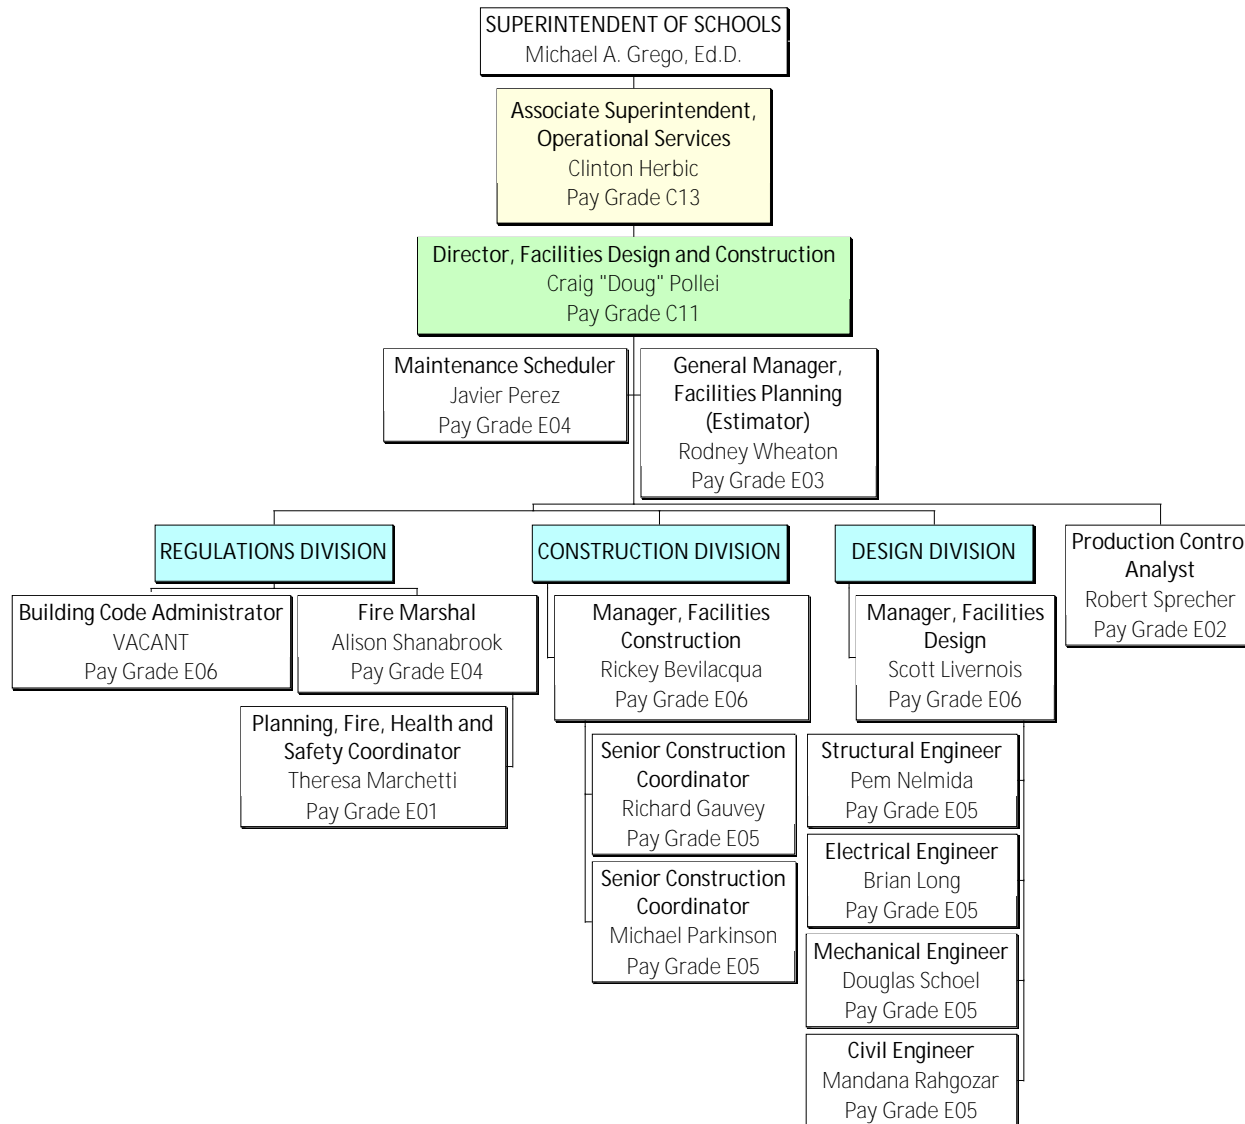 SUPERINTENDENT OF SCHOOLS
Michael A. Grego, Ed.D.
Associate Superintendent,
Operational Services
Clinton Herbic
Pay Grade C13
Director, Facilities Design and Construction
Craig "Doug" Pollei
Pay Grade C11
Maintenance Scheduler
Javier Perez
Pay Grade E04
General Manager,
Facilities Planning
(Estimator)
Rodney Wheaton
Pay Grade E03
REGULATIONS DIVISION
Building Code Administrator
VACANT
Pay Grade E06
Fire Marshal
Alison Shanabrook
Pay Grade E04
Planning, Fire, Health and
Safety Coordinator
Theresa Marchetti
Pay Grade E01
CONSTRUCTION DIVISION
Manager, Facilities
Construction
Rickey Bevilacqua
Pay Grade E06
Senior Construction
Coordinator
Richard Gauvey
Pay Grade E05
Senior Construction
Coordinator
Michael Parkinson
Pay Grade E05
DESIGN DIVISION
Manager, Facilities
Design
Scott Livernois
Pay Grade E06
Structural Engineer
Pem Nelmida
Pay Grade E05
Electrical Engineer
Brian Long
Pay Grade E05
Mechanical Engineer
Douglas Schoel
Pay Grade E05
Civil Engineer
Mandana Rahgozar
Pay Grade E05
Production Contro
Analyst
Robert Sprecher
Pay Grade E02